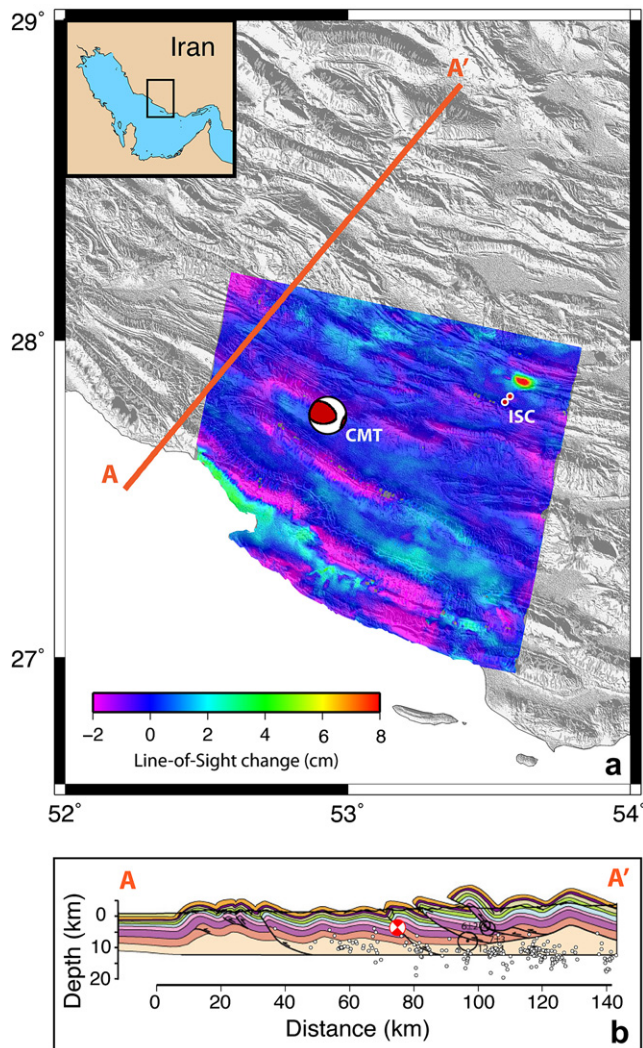 29°
Iran
A'
28°
ISC
CMT
A
27°
−2 0 2 4 6 8
Line-of-Sight change (cm)
a
52° 53° 54°
A A'
Depth (km)
0
10
20
0 20 40 60 80 100 120 140
Distance (km)
b